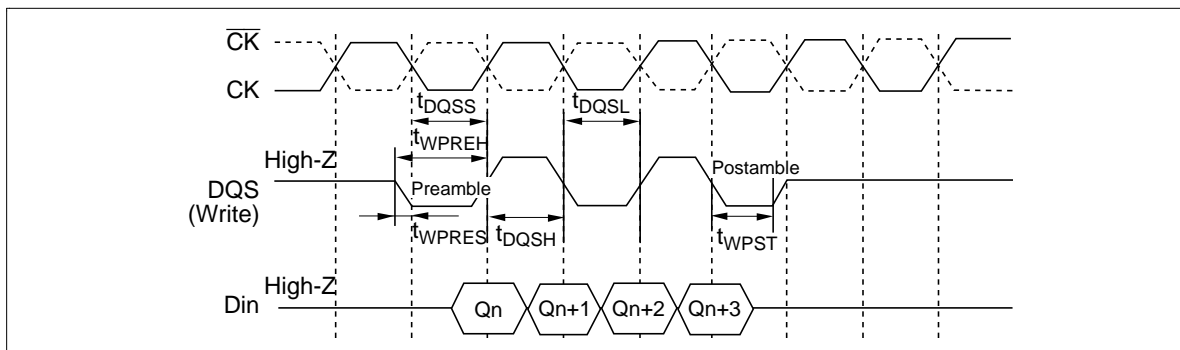 CK
CK
tDQSS
tDQSL
tWPREH
High-Z
Postamble
DQS
(Write)
Preamble
tWPRES
tDQSH
tWPST
High-Z
Din
Qn
Qn+1
Qn+2
Qn+3